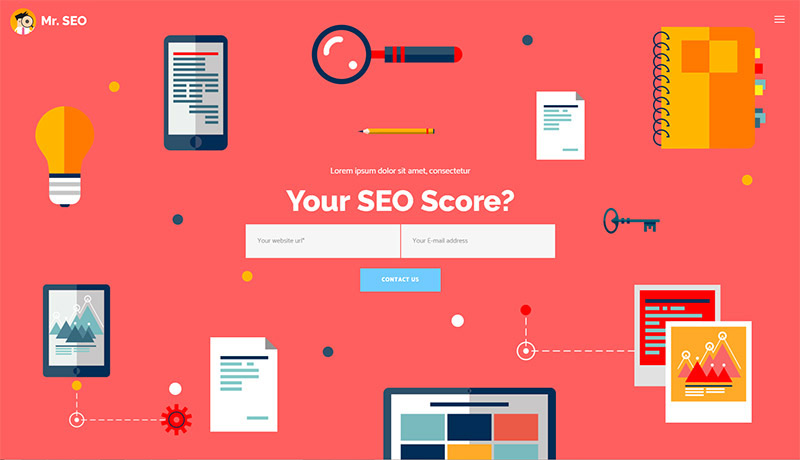 Mr. SEO
Lorem ipsum dolor sit amet, consectetur
Your SEO Score?
Your website url*
Your E-mail address
CONTACT US